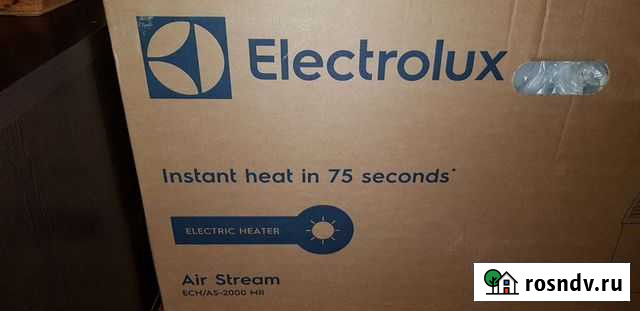 Electrolux
Instant heat in 75 seconds*
ELECTRIC HEATER
Air Stream
ECH/AS-2000 MR
rosndv.ru